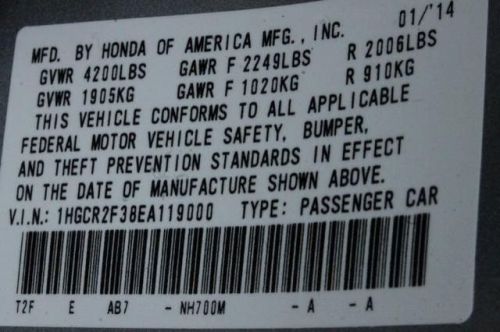 MFD. BY HONDA OF AMERICA MFG., INC. 01/'14
GVWR 4200LBS GAWR F 2249LBS R 2006LBS
GVWR 1905KG GAWR F 1020KG R 910KG
THIS VEHICLE CONFORMS TO ALL APPLICABLE
FEDERAL MOTOR VEHICLE SAFETY, BUMPER,
AND THEFT PREVENTION STANDARDS IN EFFECT
ON THE DATE OF MANUFACTURE SHOWN ABOVE.
V.I.N.: 1HGCR2F38EA119000 TYPE: PASSENGER CAR
T2F E AB7 - NH700M - A - A